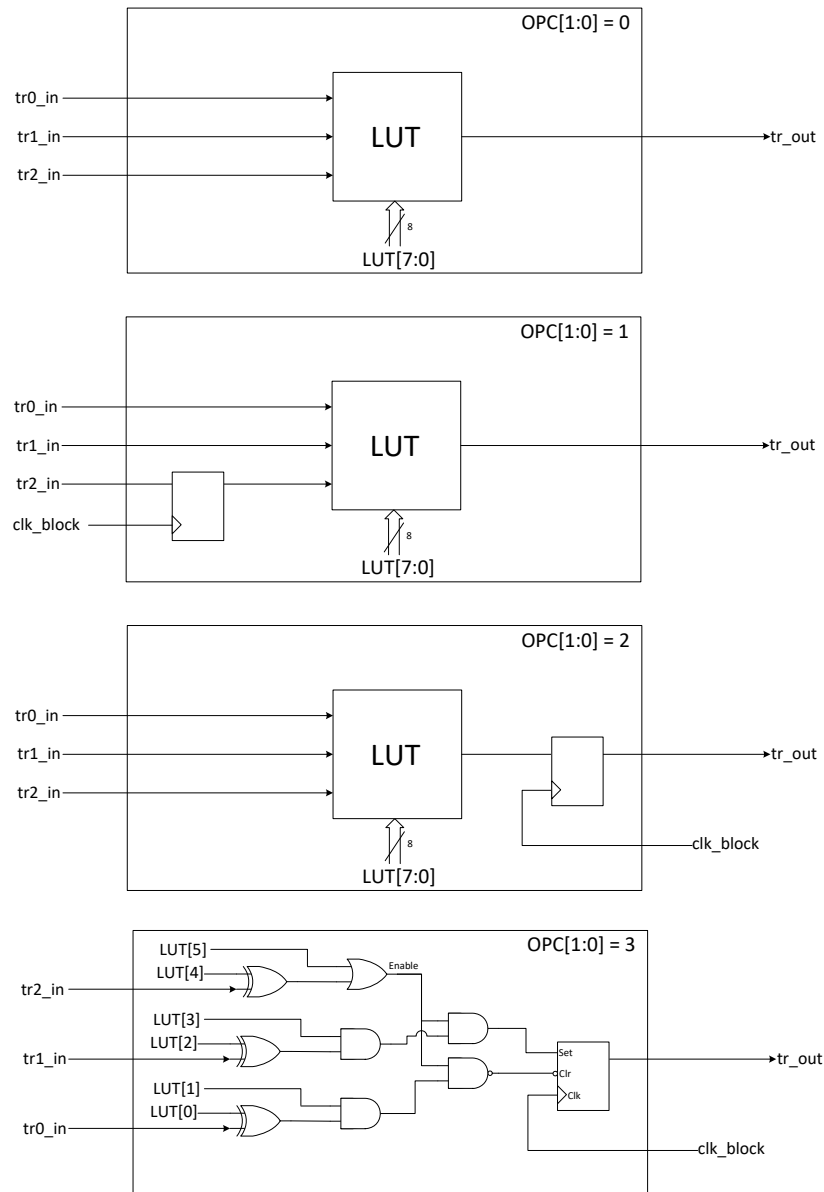 OPC[1:0] = 0
tr0_in
tr1_in
tr2_in
LUT
tr_out
8
LUT[7:0]
OPC[1:0] = 1
tr0_in
tr1_in
tr2_in
clk_block
LUT
tr_out
8
LUT[7:0]
OPC[1:0] = 2
tr0_in
tr1_in
tr2_in
LUT
tr_out
clk_block
8
LUT[7:0]
OPC[1:0] = 3
LUT[5]
Enable
LUT[4]
tr2_in
LUT[3]
LUT[2]
tr1_in
Set
tr_out
Clr
LUT[1]
Clk
LUT[0]
tr0_in
clk_block